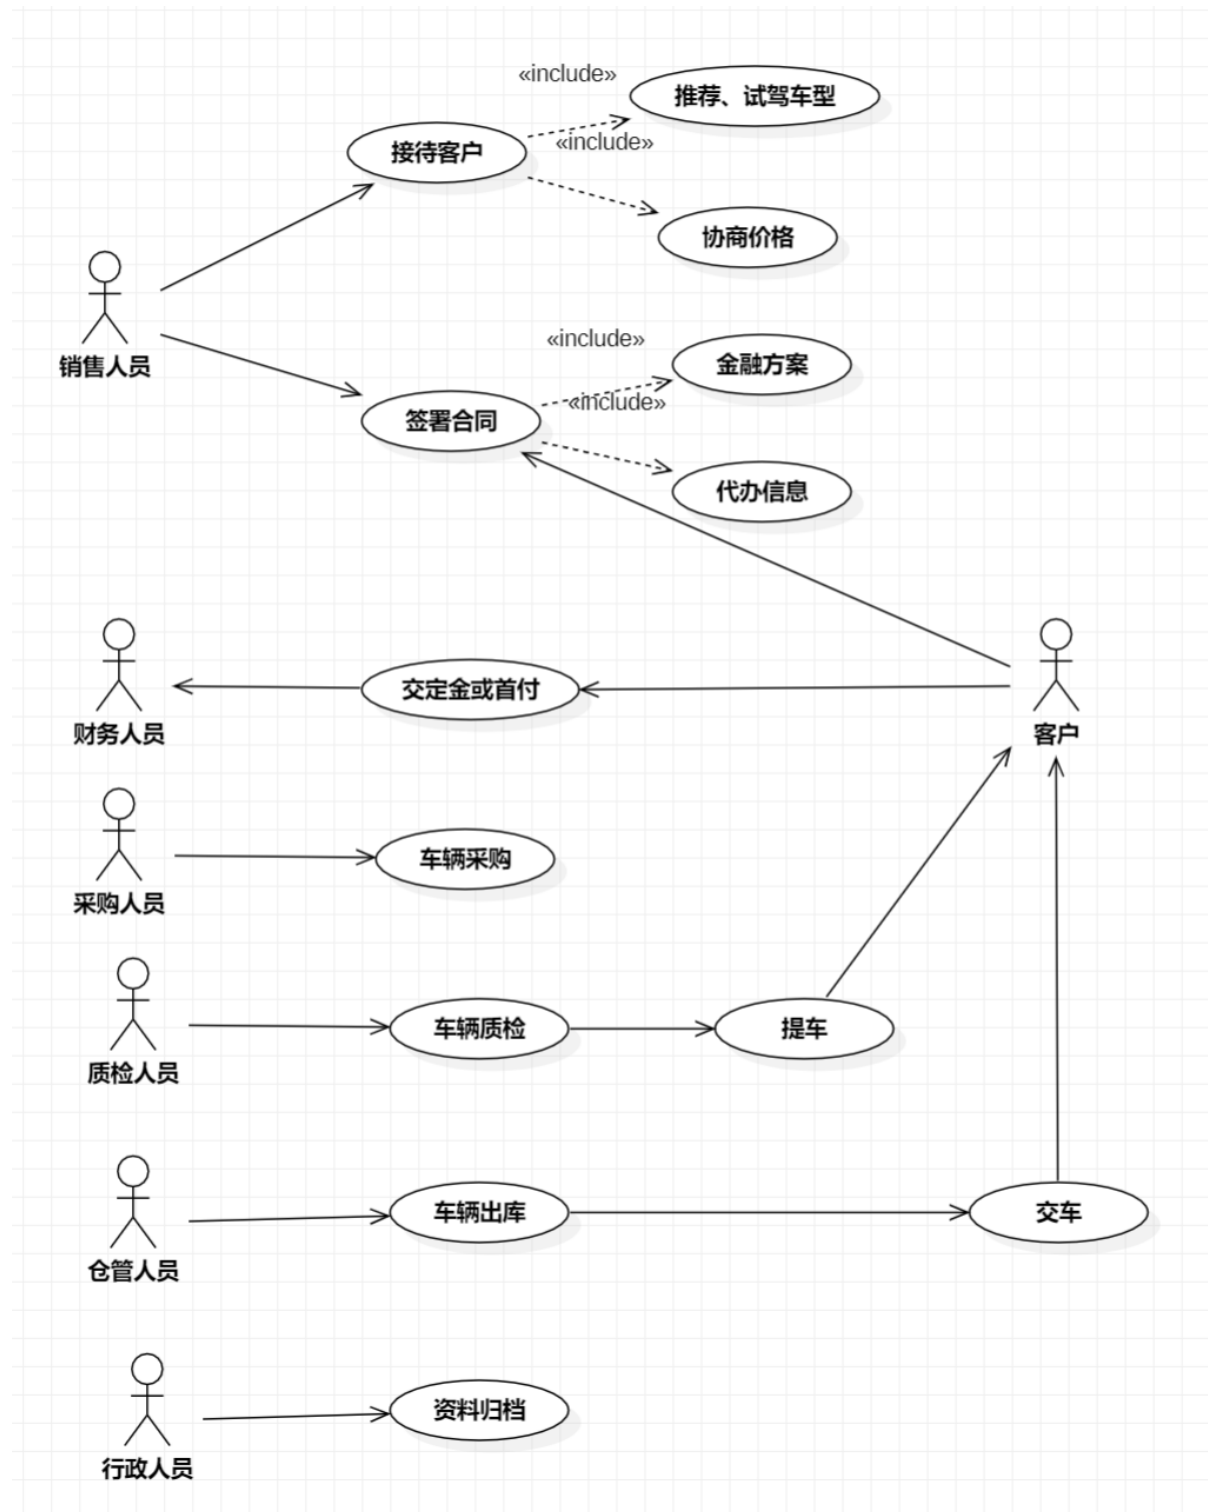 «include»
推荐、试驾车型
接待客户
«include»
协商价格
销售人员
«include»
金融方案
«include»
签署合同
代办信息
财务人员
交定金或首付
客户
采购人员
车辆采购
质检人员
车辆质检
提车
仓管人员
车辆出库
交车
行政人员
资料归档